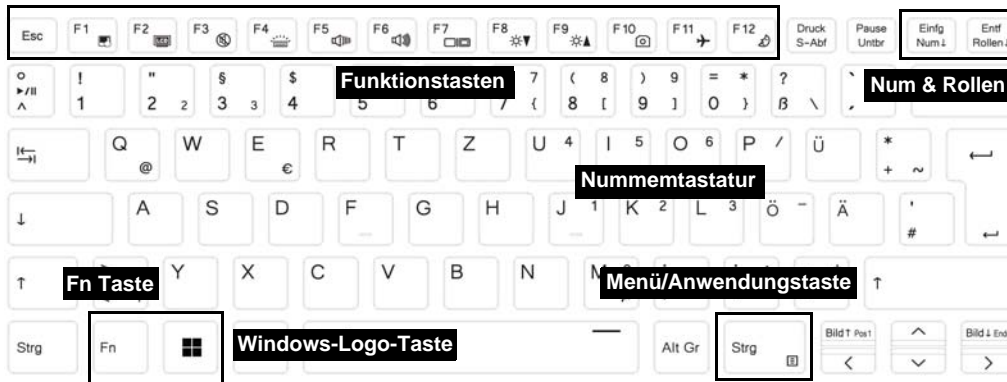 Esc F1 F2 F3 F4 F5 F6 F7 F8 F9 F10 F11 F12 Druck S-Abf Pause Untbr Einfg Num↓ Entf Rollen↓
Funktionstasten
Num & Rollen
° ▶/II ^ ! 1 " 2 2 § 3 3 $ 4 5 6 7 7 { ( 8 8 [ ) 9 9 ] = * 0 } ? ß \ `
Q @ W E € R T Z U 4 I 5 O 6 P / Ü * + ~
Nummemtastatur
A S D F G H J 1 K 2 L 3 Ö - Ä ' #
Fn Taste
Y X C V B N M
Menü/Anwendungstaste
Strg Fn
Windows-Logo-Taste
Alt Gr Strg Bild↑ Pos1 Bild↓ End